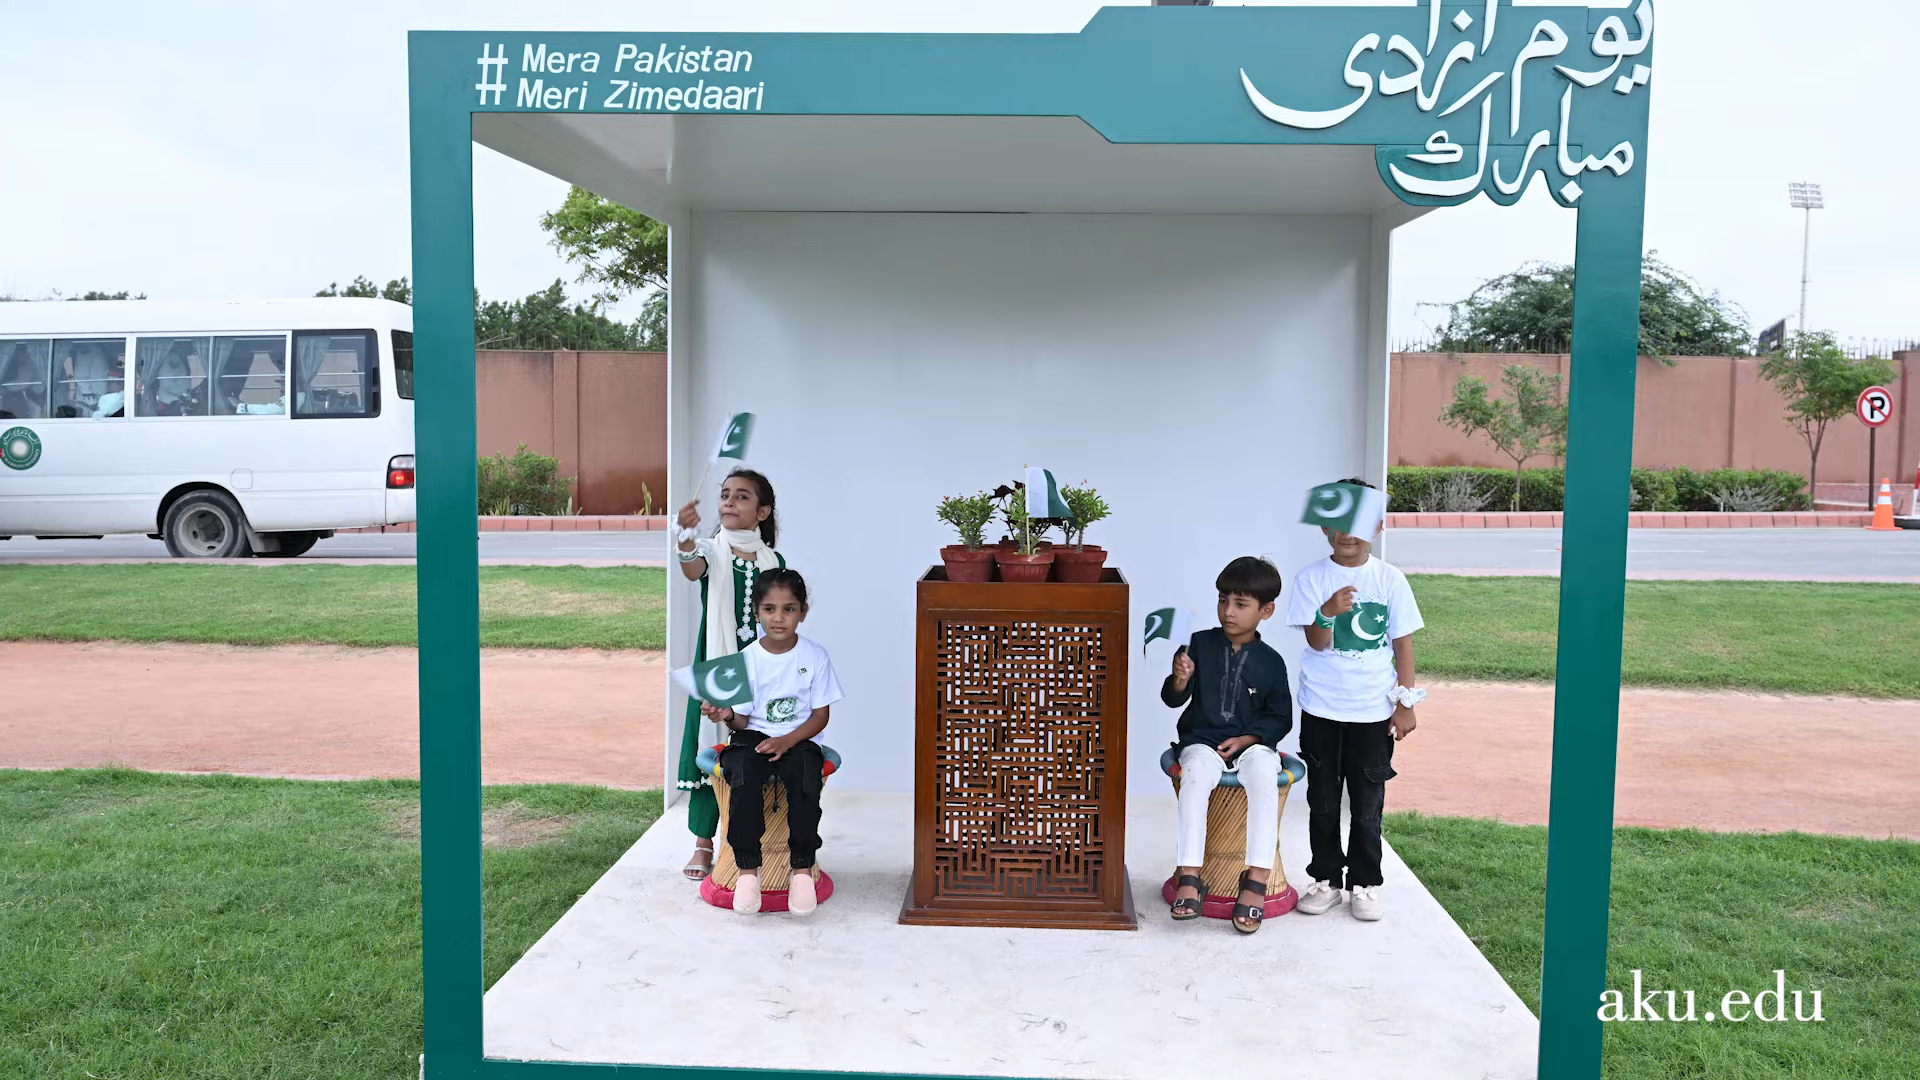 # Mera Pakistan
Meri Zimedaari
یوم آزادی
مبارک
P
aku.edu